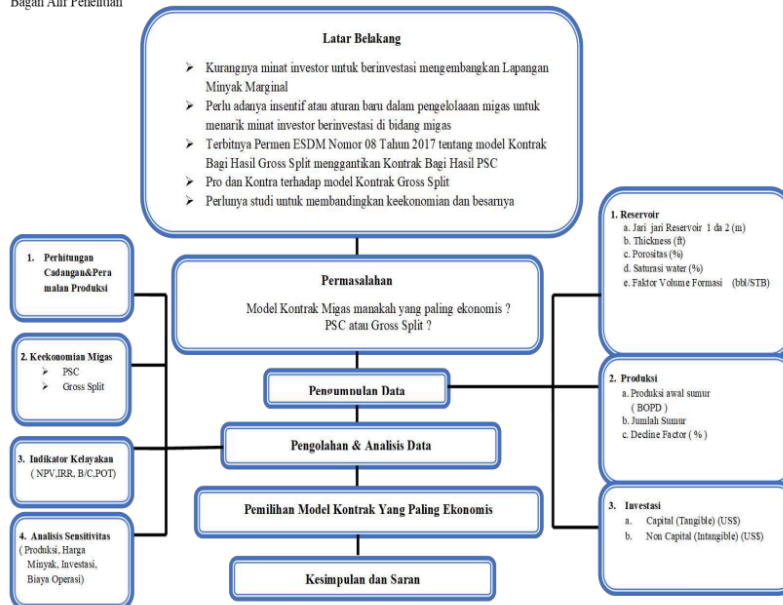 Bagan Alir Penelitian
Latar Belakang
➤ Kurangnya minat investor untuk berinvestasi mengembangkan Lapangan
Minyak Marginal
➤ Perlu adanya insentif atau aturan baru dalam pengelolaaan migas untuk
menarik minat investor berinvestasi di bidang migas
➤ Terbitnya Permen ESDM Nomor 08 Tahun 2017 tentang model Kontrak
Bagi Hasil Gross Split menggantikan Kontrak Bagi Hasil PSC
➤ Pro dan Kontra terhadap model Kontrak Gross Split
➤ Perlunya studi untuk membandingkan keekonomian dan besarnya
Permasalahan
Model Kontrak Migas manakah yang paling ekonomis ?
PSC atau Gross Split ?
Pengumpulan Data
Pengolahan & Analisis Data
Pemilihan Model Kontrak Yang Paling Ekonomis
Kesimpulan dan Saran
1. Perhitungan
Cadangan&Pera
malan Produksi
2. Keekonomian Migas
➤ PSC
➤ Gross Split
3. Indikator Kelayakan
( NPV,IRR, B/C,POT)
4. Analisis Sensitivitas
( Produksi, Harga
Minyak, Investasi,
Biaya Operasi)
1. Reservoir
a. Jari jari Reservoir 1 da 2 (m)
b. Thickness (ft)
c. Porositas (%)
d. Saturasi water (%)
e. Faktor Volume Formasi (bbl/STB)
2. Produksi
a. Produksi awal sumur
( BOPD )
b. Jumlah Sumur
c. Decline Factor ( % )
3. Investasi
a. Capital (Tangible) (US$)
b. Non Capital (Intangible) (US$)